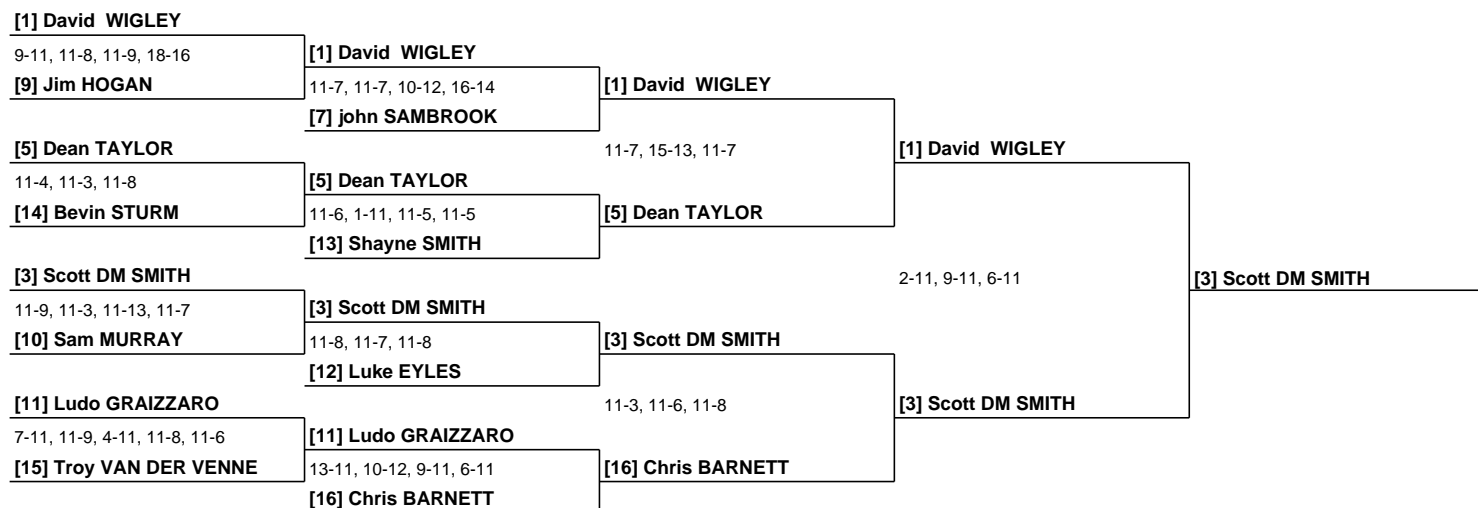 [1] David  WIGLEY
9-11, 11-8, 11-9, 18-16
[1] David  WIGLEY
[9] Jim HOGAN
11-7, 11-7, 10-12, 16-14
[1] David  WIGLEY
[7] john SAMBROOK
[5] Dean TAYLOR
11-7, 15-13, 11-7
[1] David  WIGLEY
11-4, 11-3, 11-8
[5] Dean TAYLOR
[14] Bevin STURM
11-6, 1-11, 11-5, 11-5
[5] Dean TAYLOR
[13] Shayne SMITH
[3] Scott DM SMITH
2-11, 9-11, 6-11
[3] Scott DM SMITH
11-9, 11-3, 11-13, 11-7
[3] Scott DM SMITH
[10] Sam MURRAY
11-8, 11-7, 11-8
[3] Scott DM SMITH
[12] Luke EYLES
[11] Ludo GRAIZZARO
11-3, 11-6, 11-8
[3] Scott DM SMITH
7-11, 11-9, 4-11, 11-8, 11-6
[11] Ludo GRAIZZARO
[15] Troy VAN DER VENNE
13-11, 10-12, 9-11, 6-11
[16] Chris BARNETT
[16] Chris BARNETT